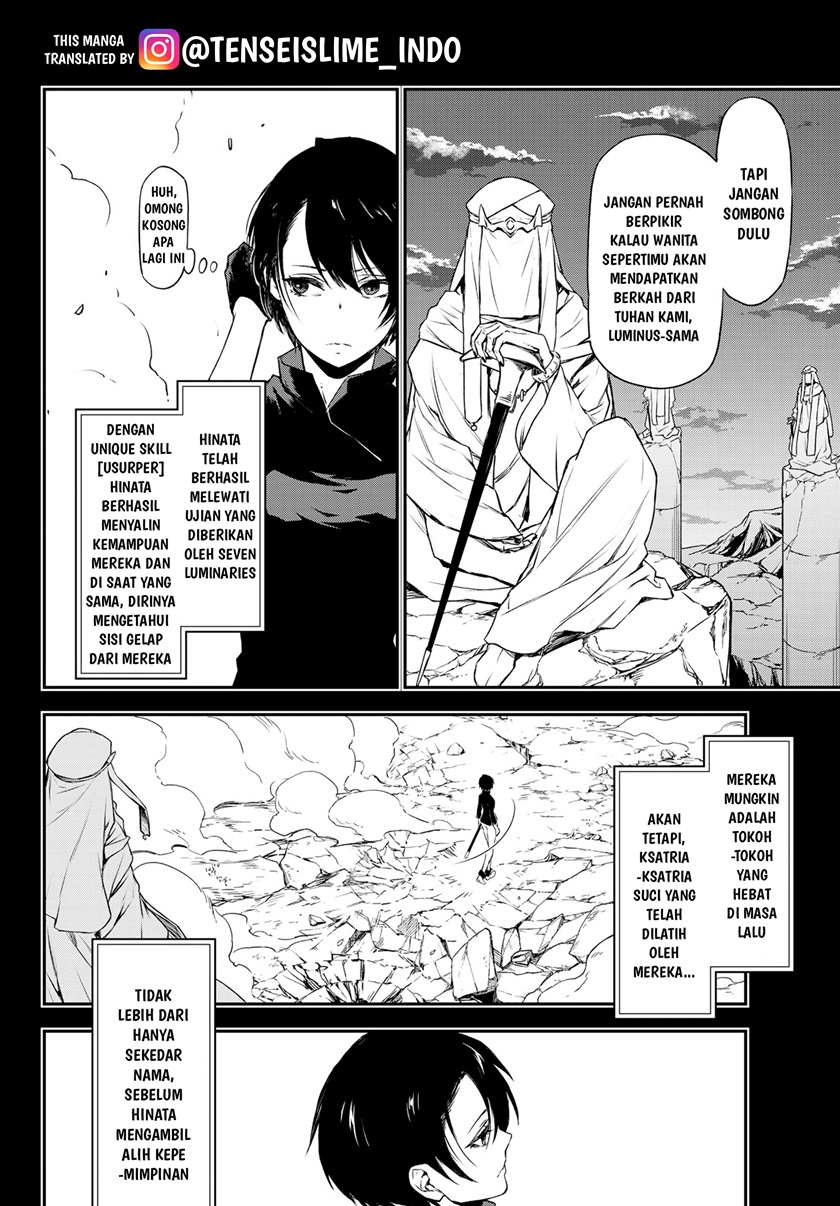 THIS MANGA
TRANSLATED BY @TENSEISLIME_INDO
TAPI
JANGAN
SOMBONG
DULU
JANGAN PERNAH
BERPIKIR
KALAU WANITA
SEPERTIMU AKAN
MENDAPATKAN
BERKAH DARI
TUHAN KAMI,
LUMINUS-SAMA
HUH,
OMONG
KOSONG
APA
LAGI INI
HINATA
TELAH
BERHASIL
MELEWATI
UJIAN YANG
DIBERIKAN
OLEH SEVEN
LUMINARIES
DENGAN
UNIQUE SKILL
[USURPER]
HINATA
BERHASIL
MENYALIN
KEMAMPUAN
MEREKA DAN
DI SAAT YANG
SAMA, DIRINYA
MENGETAHUI
SISI GELAP
DARI MEREKA
MEREKA
MUNGKIN
ADALAH
TOKOH
-TOKOH
YANG
HEBAT
DI MASA
LALU
AKAN
TETAPI,
KSATRIA
-KSATRIA
SUCI YANG
TELAH
DILATIH
OLEH
MEREKA...
TIDAK
LEBIH DARI
HANYA
SEKEDAR
NAMA,
SEBELUM
HINATA
MENGAMBIL
ALIH KEPE
-MIMPINAN